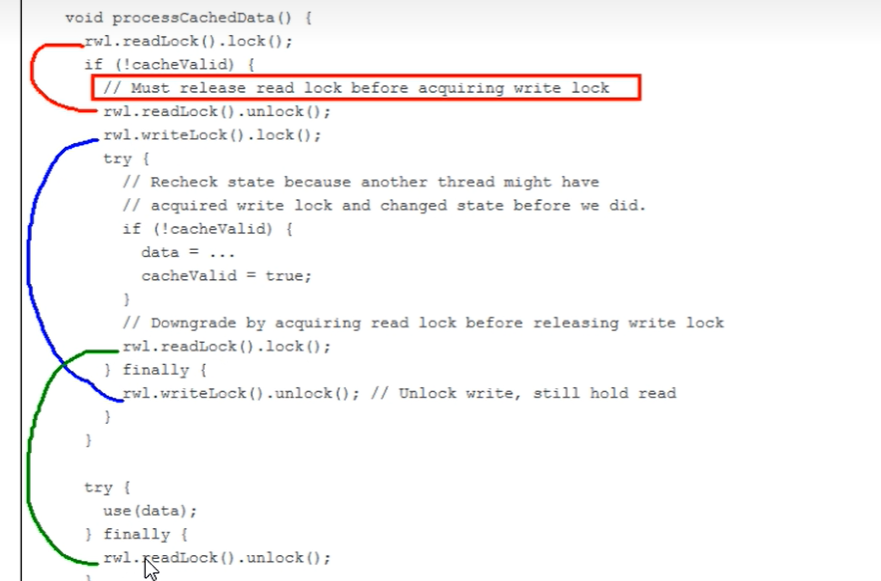 void processCachedData() {
rwl.readLock().lock();
if (!cacheValid) {
// Must release read lock before acquiring write lock
rwl.readLock().unlock();
rwl.writeLock().lock();
try {
// Recheck state because another thread might have
// acquired write lock and changed state before we did.
if (!cacheValid) {
data = ...
cacheValid = true;
}
// Downgrade by acquiring read lock before releasing write lock
rwl.readLock().lock();
} finally {
rwl.writeLock().unlock(); // Unlock write, still hold read
}
}
try {
use(data);
} finally {
rwl.readLock().unlock();
}